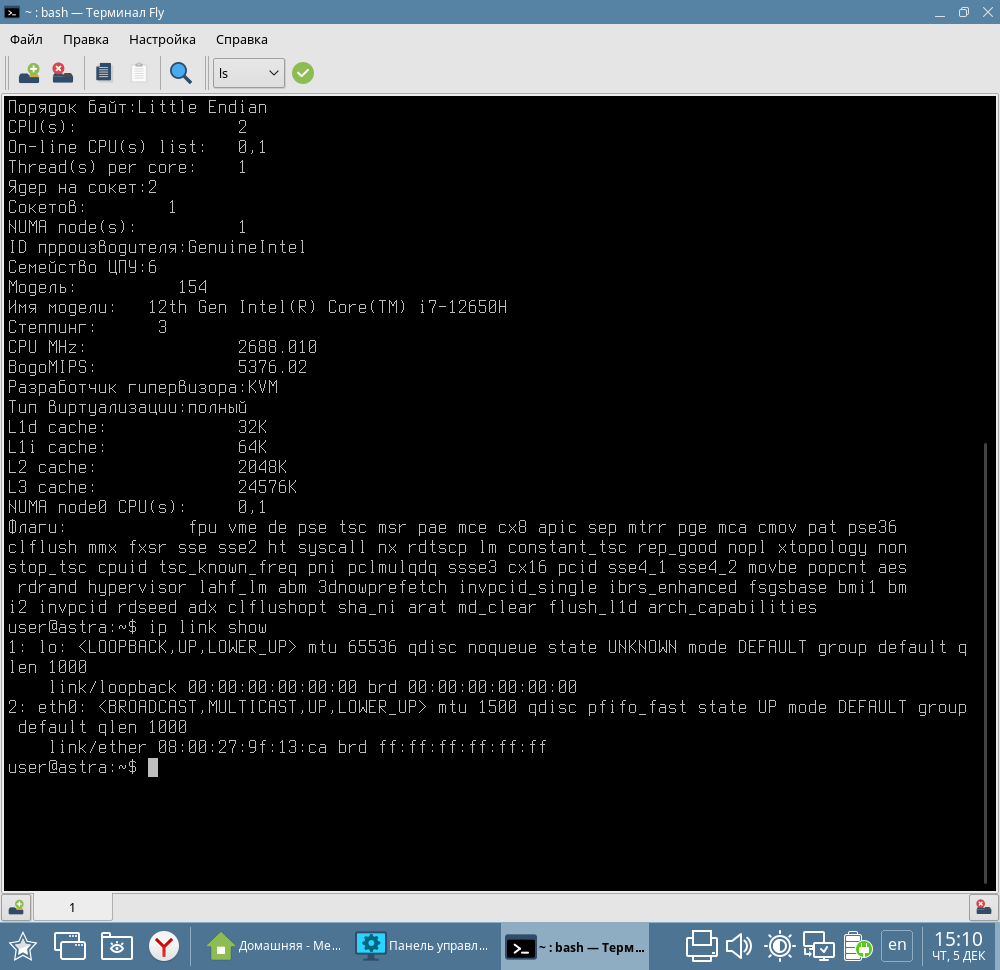 ~ : bash — Терминал Fly
Файл Правка Настройка Справка
ls
Порядок байт:Little Endian
CPU(s): 2
On-line CPU(s) list: 0,1
Thread(s) per core: 1
Ядер на сокет:2
Сокетов: 1
NUMA node(s): 1
ID прроизводителя:GenuineIntel
Семейство ЦПУ:6
Модель: 154
Имя модели: 12th Gen Intel(R) Core(TM) i7-12650H
Степпинг: 3
CPU MHz: 2688.010
BogoMIPS: 5376.02
Разработчик гипервизора:KVM
Тип виртуализации:полный
L1d cache: 32K
L1i cache: 64K
L2 cache: 2048K
L3 cache: 24576K
NUMA node0 CPU(s): 0,1
Флаги: fpu vme de pse tsc msr pae mce cx8 apic sep mtrr pge mca cmov pat pse36
clflush mmx fxsr sse sse2 ht syscall nx rdtscp lm constant_tsc rep_good nopl xtopology non
stop_tsc cpuid tsc_known_freq pni pclmulqdq ssse3 cx16 pcid sse4_1 sse4_2 movbe popcnt aes
rdrand hypervisor lahf_lm abm 3dnowprefetch invpcid_single ibrs_enhanced fsgsbase bmi1 bm
i2 invpcid rdseed adx clflushopt sha_ni arat md_clear flush_l1d arch_capabilities
user@astra:~$ ip link show
1: lo: <LOOPBACK,UP,LOWER_UP> mtu 65536 qdisc noqueue state UNKNOWN mode DEFAULT group default q
len 1000
link/loopback 00:00:00:00:00:00 brd 00:00:00:00:00:00
2: eth0: <BROADCAST,MULTICAST,UP,LOWER_UP> mtu 1500 qdisc pfifo_fast state UP mode DEFAULT group
default qlen 1000
link/ether 08:00:27:9f:13:ca brd ff:ff:ff:ff:ff:ff
user@astra:~$
1
Домашняя - Me...
Панель управл...
~ : bash — Терм...
en
15:10
ЧТ, 5 ДЕК